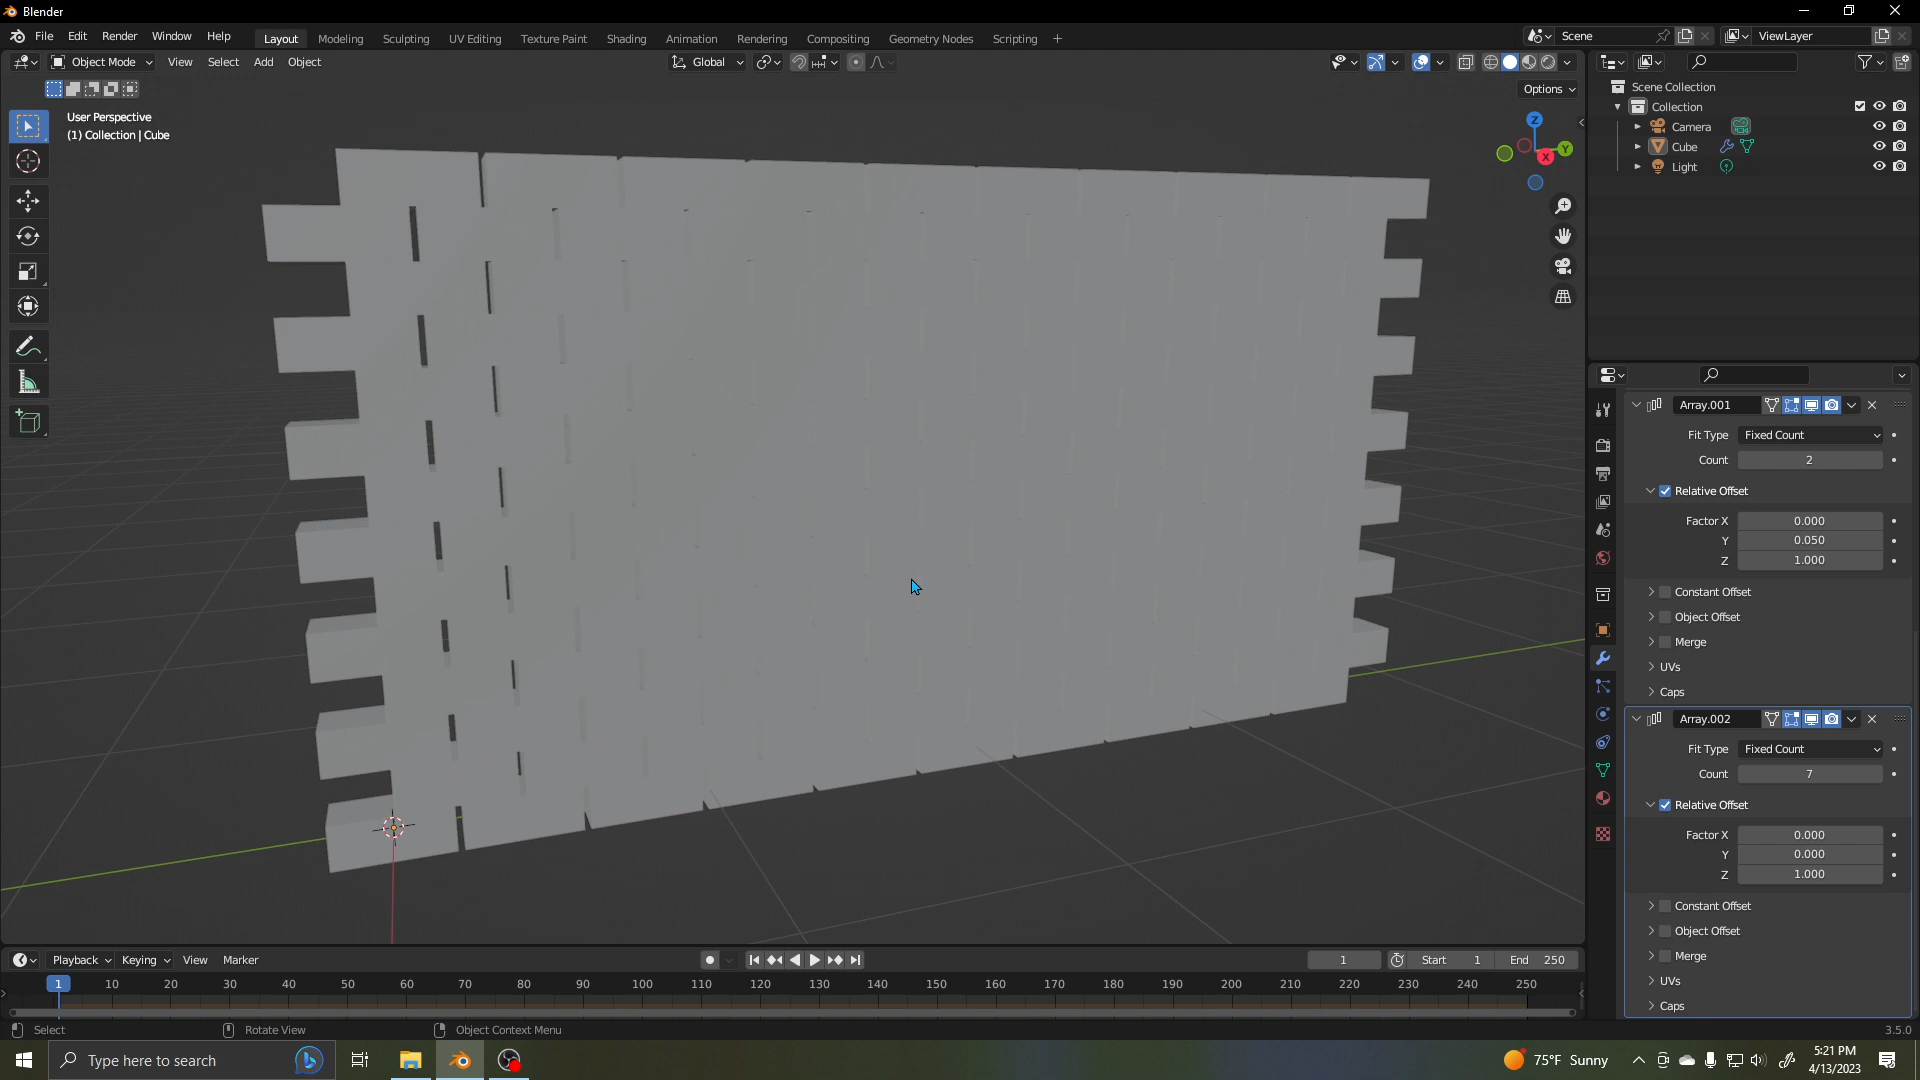 Blender
File Edit Render Window Help
Layout Modeling Sculpting UV Editing Texture Paint Shading Animation Rendering Compositing Geometry Nodes Scripting +
Scene
ViewLayer
Object Mode View Select Add Object
Global
Options
User Perspective
(1) Collection | Cube
Z
Y
X
Scene Collection
Collection
Camera
Cube
Light
Array.001
Fit Type Fixed Count
Count 2
Relative Offset
Factor X 0.000
Y 0.050
Z 1.000
Constant Offset
Object Offset
Merge
UVs
Caps
Array.002
Fit Type Fixed Count
Count 7
Relative Offset
Factor X 0.000
Y 0.000
Z 1.000
Constant Offset
Object Offset
Merge
UVs
Caps
Playback Keying View Marker
1 Start 1 End 250
1 10 20 30 40 50 60 70 80 90 100 110 120 130 140 150 160 170 180 190 200 210 220 230 240 250
Select Rotate View Object Context Menu
3.5.0
Type here to search
75°F Sunny
5:21 PM
4/13/2023